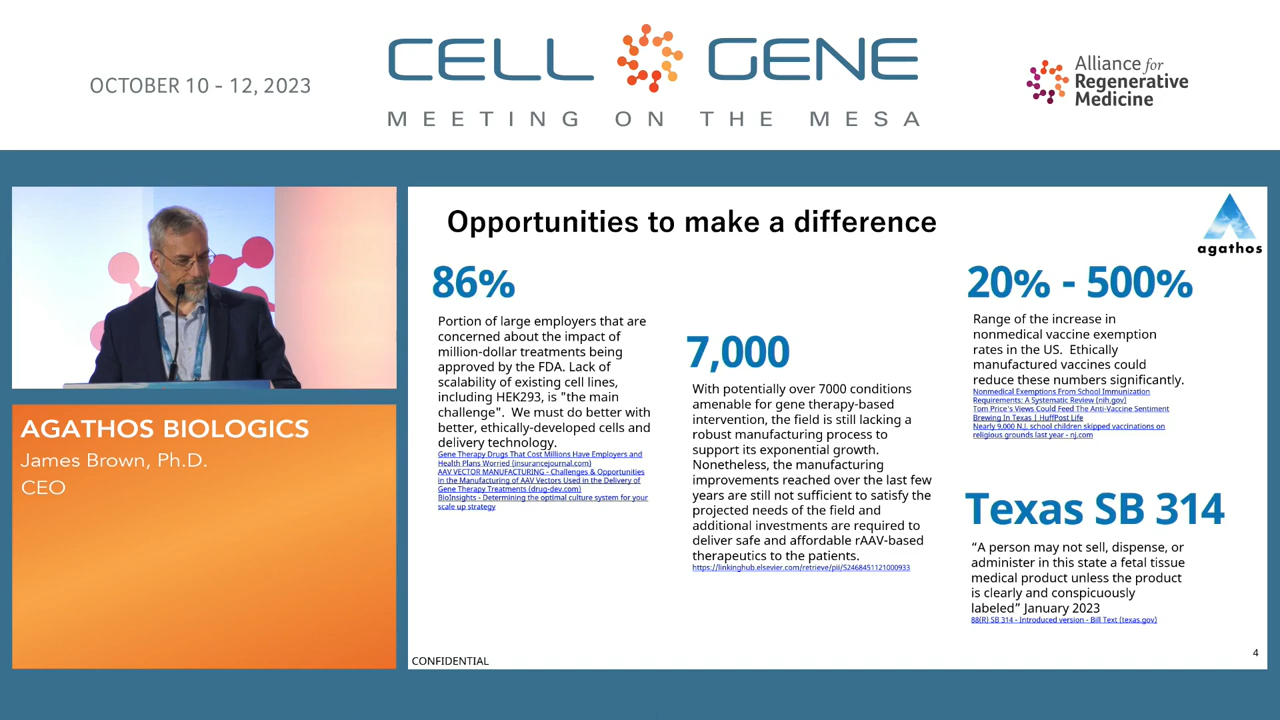 OCTOBER 10 - 12, 2023
CELL GENE
MEETING ON THE MESA
Alliance for
Regenerative
Medicine
AGATHOS BIOLOGICS
James Brown, Ph.D.
CEO
Opportunities to make a difference
agathos
86%
Portion of large employers that are
concerned about the impact of
million-dollar treatments being
approved by the FDA. Lack of
scalability of existing cell lines,
including HEK293, is "the main
challenge".  We must do better with
better, ethically-developed cells and
delivery technology.
Gene Therapy Drugs That Cost Millions Have Employers and
Health Plans Worried (insurancejournal.com)
AAV VECTOR MANUFACTURING - Challenges & Opportunities
in the Manufacturing of AAV Vectors Used in the Delivery of
Gene Therapy Treatments (drug-dev.com)
BioInsights - Determining the optimal culture system for your
scale up strategy
7,000
With potentially over 7000 conditions
amenable for gene therapy-based
intervention, the field is still lacking a
robust manufacturing process to
support its exponential growth.
Nonetheless, the manufacturing
improvements reached over the last few
years are still not sufficient to satisfy the
projected needs of the field and
additional investments are required to
deliver safe and affordable rAAV-based
therapeutics to the patients.
https://linkinghub.elsevier.com/retrieve/pii/S2468451121000933
20% - 500%
Range of the increase in
nonmedical vaccine exemption
rates in the US.  Ethically
manufactured vaccines could
reduce these numbers significantly.
Nonmedical Exemptions From School Immunization
Requirements: A Systematic Review (nih.gov)
Tom Price's Views Could Feed The Anti-Vaccine Sentiment
Brewing In Texas | HuffPost Life
Nearly 9,000 N.J. school children skipped vaccinations on
religious grounds last year - nj.com
Texas SB 314
“A person may not sell, dispense, or
administer in this state a fetal tissue
medical product unless the product
is clearly and conspicuously
labeled” January 2023
88(R) SB 314 - Introduced version - Bill Text (texas.gov)
CONFIDENTIAL
4